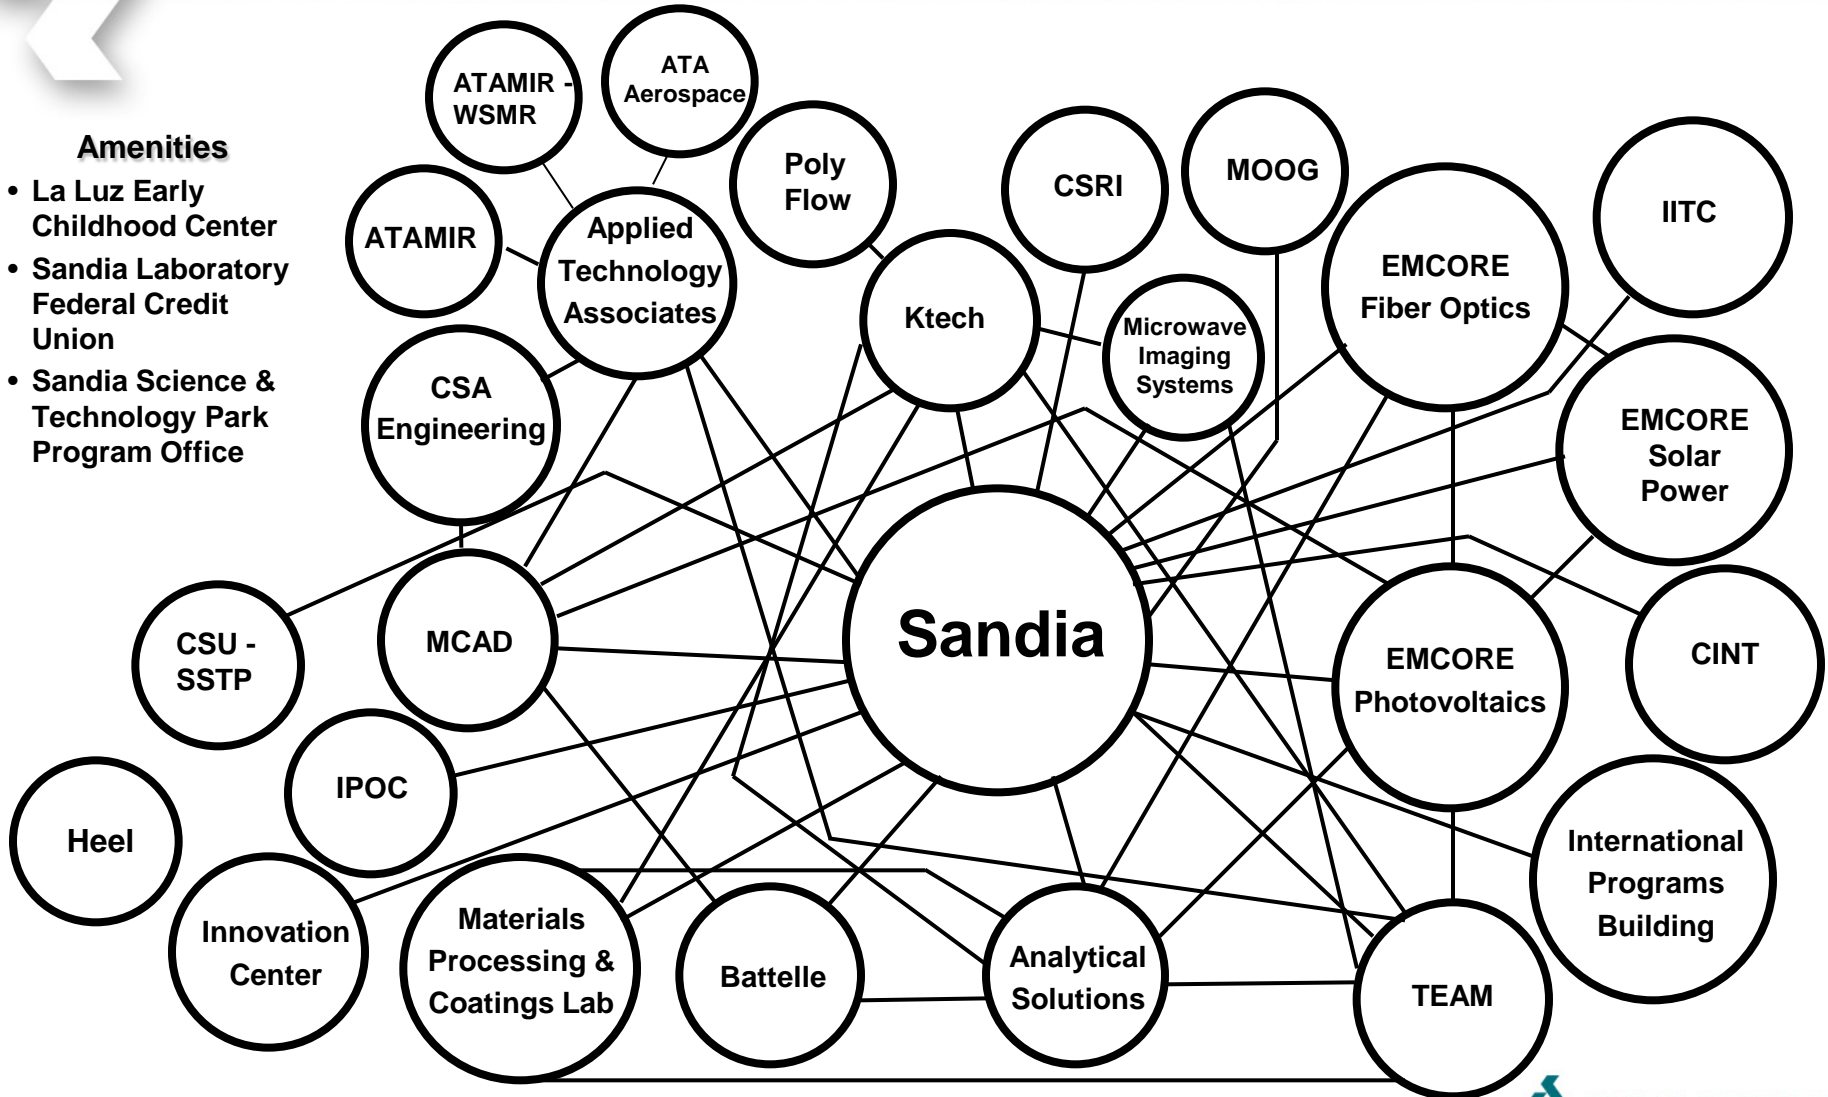 Amenities
• La Luz Early
Childhood Center
• Sandia Laboratory
Federal Credit
Union
• Sandia Science &
Technology Park
Program Office
ATAMIR -
WSMR
ATA
Aerospace
Poly
Flow
CSRI
MOOG
IITC
ATAMIR
Applied
Technology
Associates
Ktech
Microwave
Imaging
Systems
EMCORE
Fiber Optics
CSA
Engineering
EMCORE
Solar
Power
CSU -
SSTP
MCAD
Sandia
EMCORE
Photovoltaics
CINT
IPOC
Heel
Innovation
Center
Materials
Processing &
Coatings Lab
Battelle
Analytical
Solutions
TEAM
International
Programs
Building